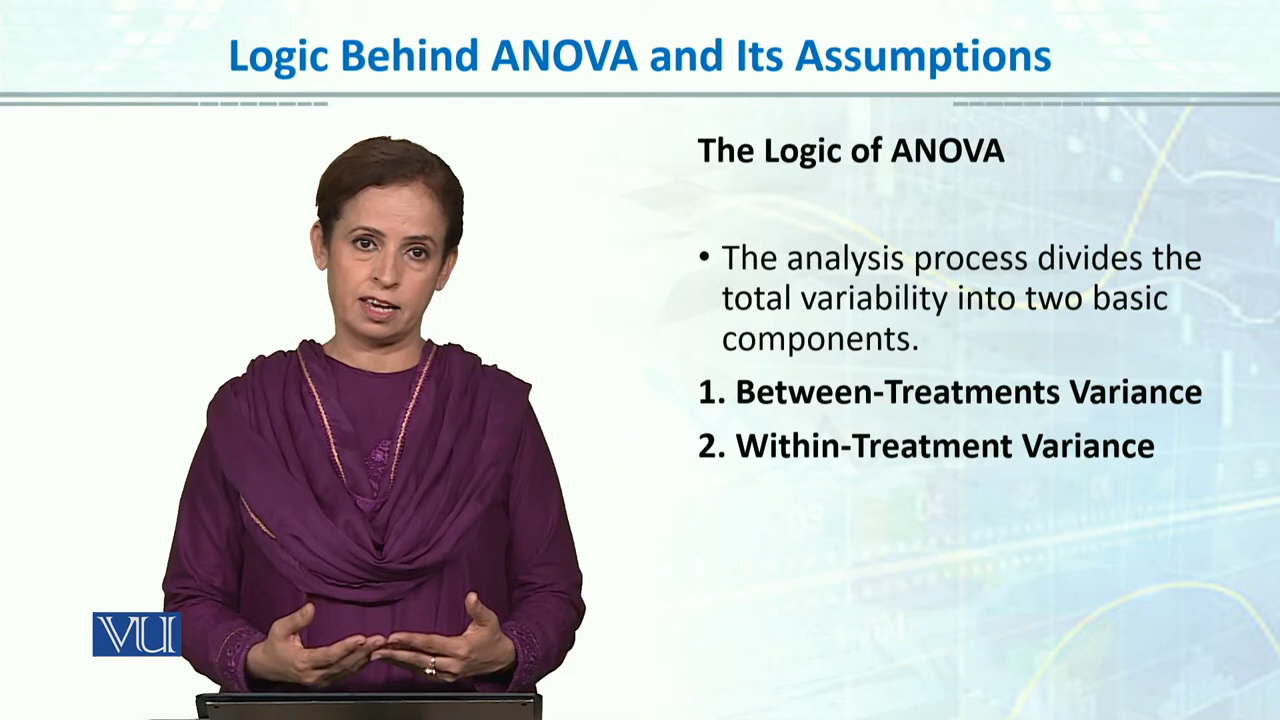 Logic Behind ANOVA and Its Assumptions
The Logic of ANOVA
• The analysis process divides the
total variability into two basic
components.
1. Between-Treatments Variance
2. Within-Treatment Variance
VU